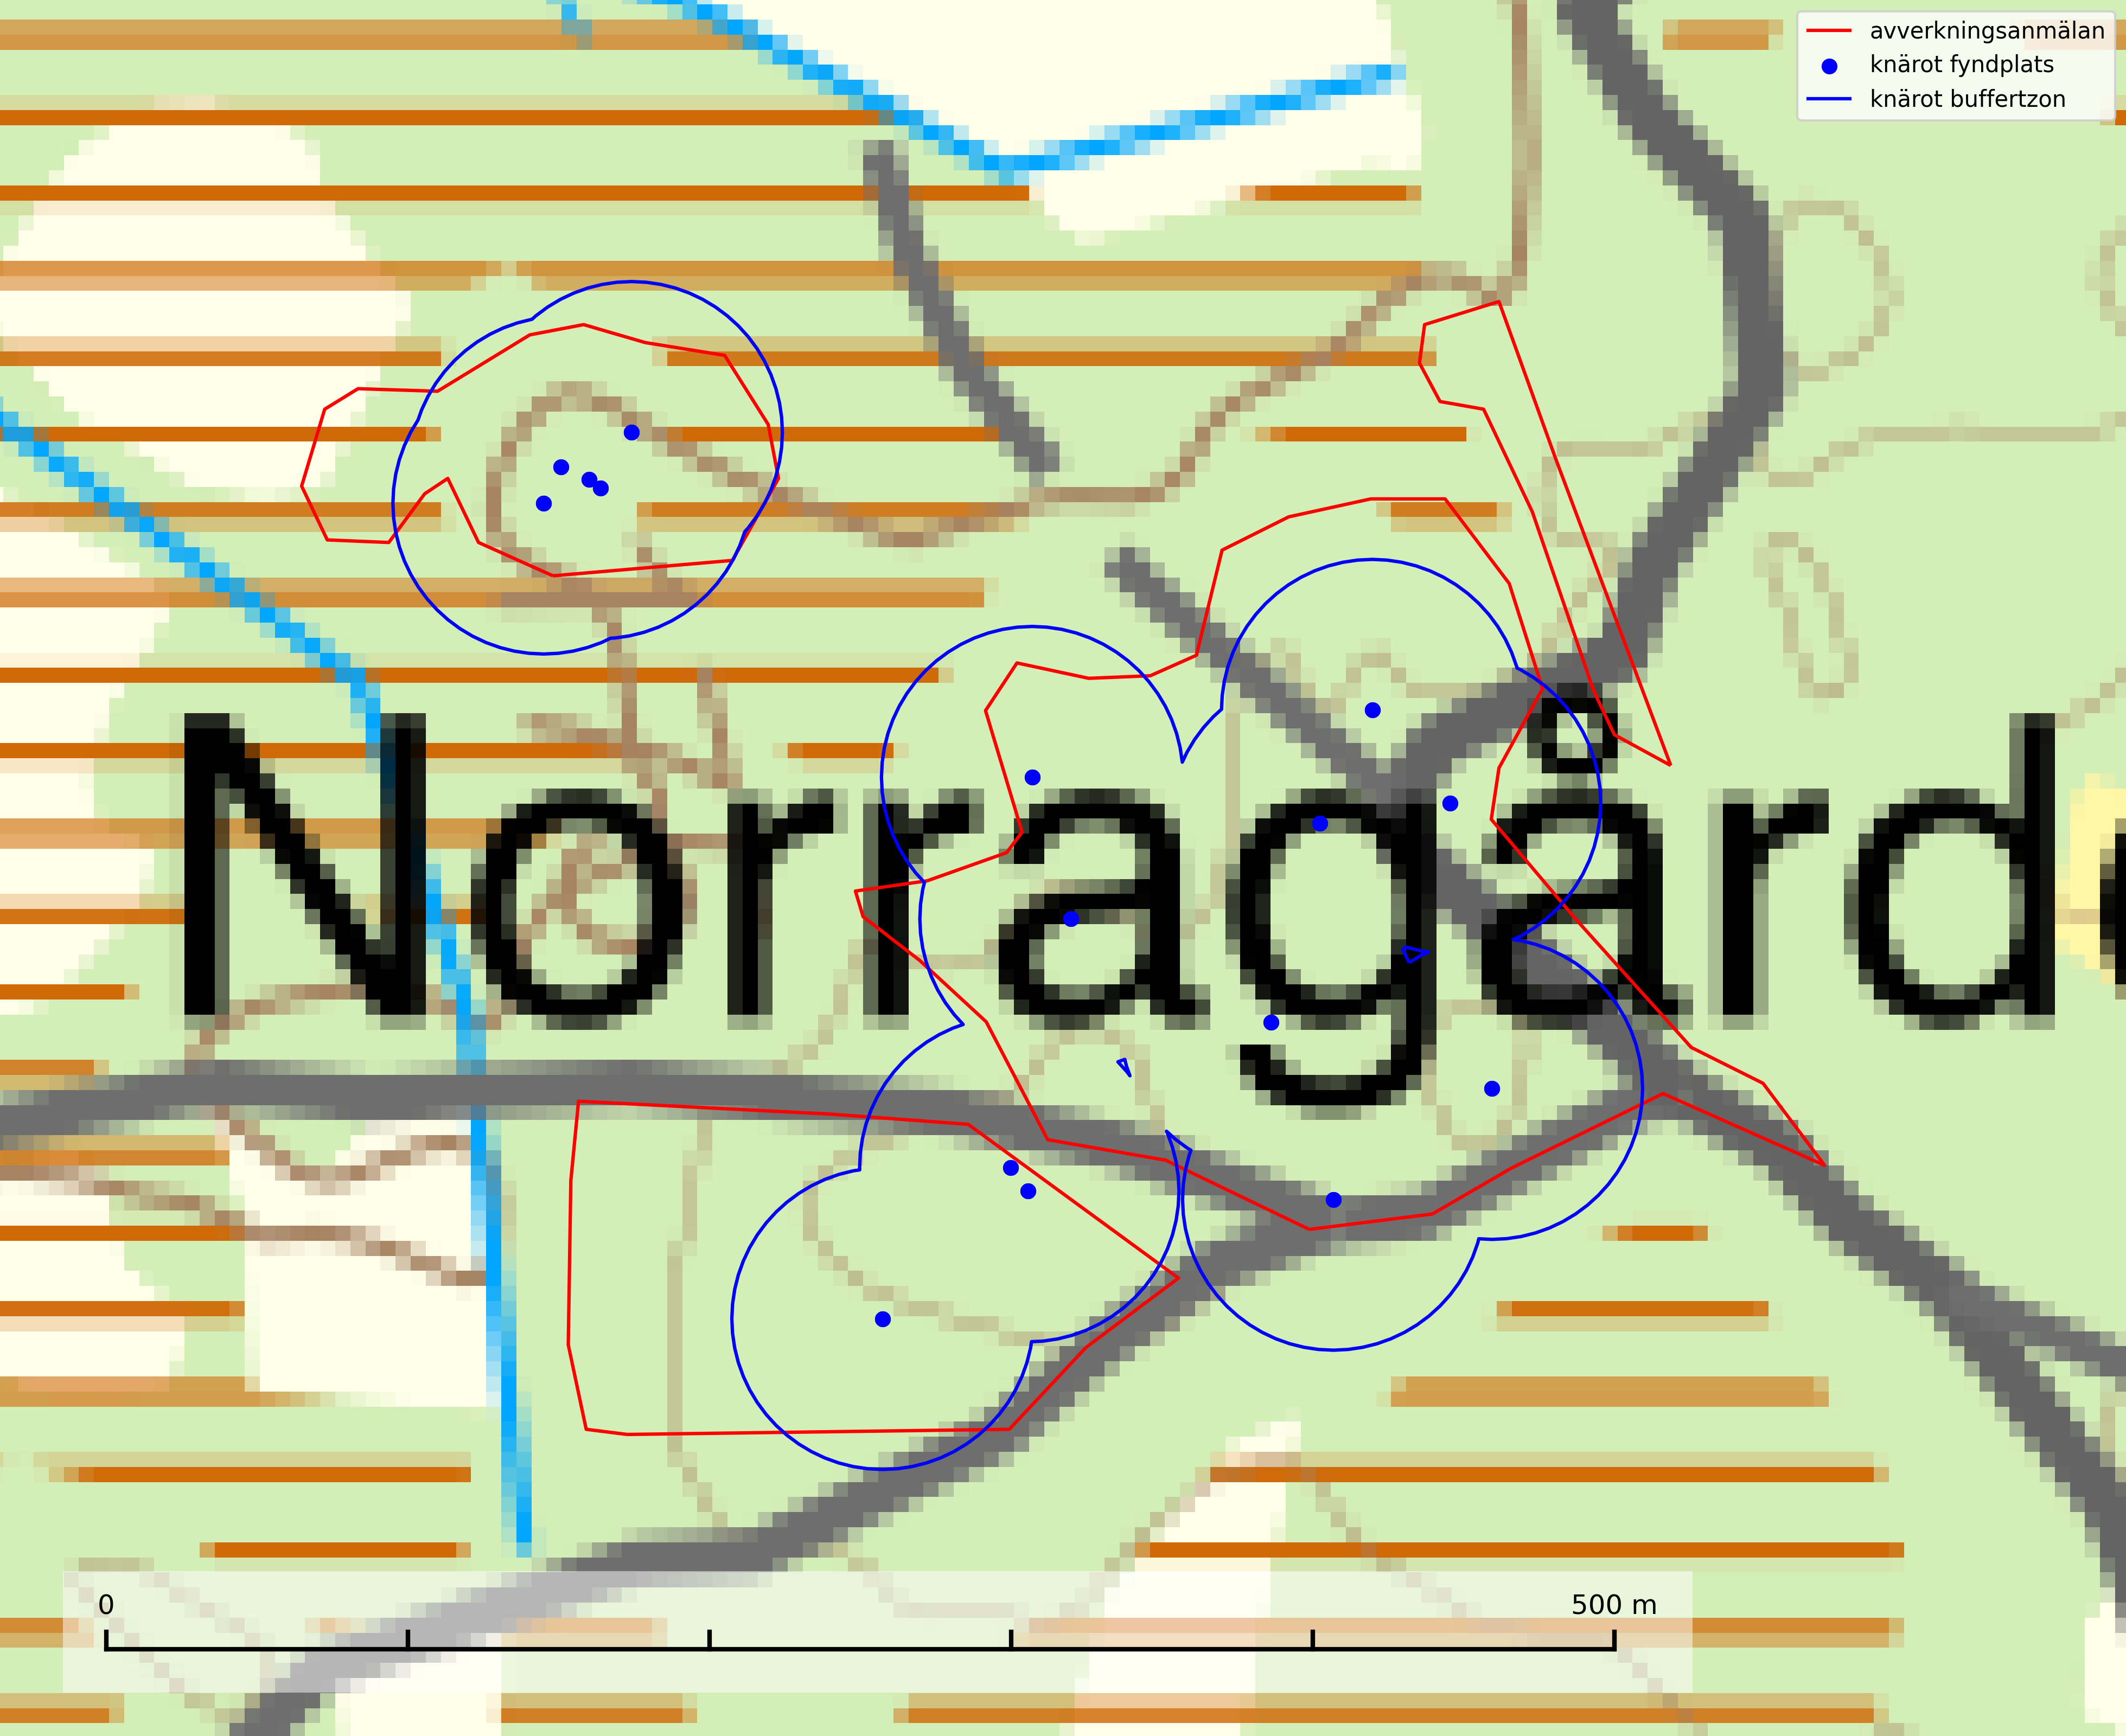 avverkningsanmälan
knärot fyndplats
knärot buffertzon
Norragård
0
500 m